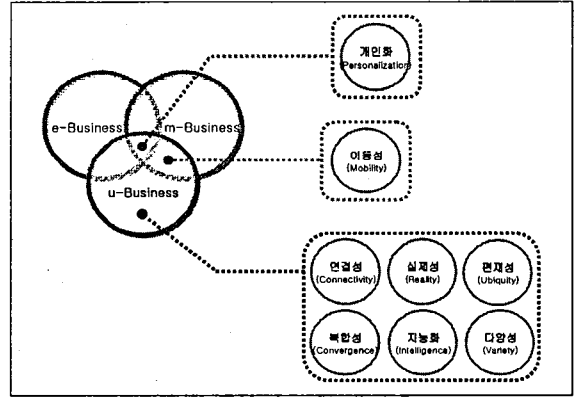 개인화
(Personalization)
e-Business
m-Business
이동성
(Mobility)
u-Business
연결성
(Connectivity)
실제성
(Reality)
편재성
(Ubiquity)
복합성
(Convergence)
지능화
(Intelligence)
다양성
(Variety)